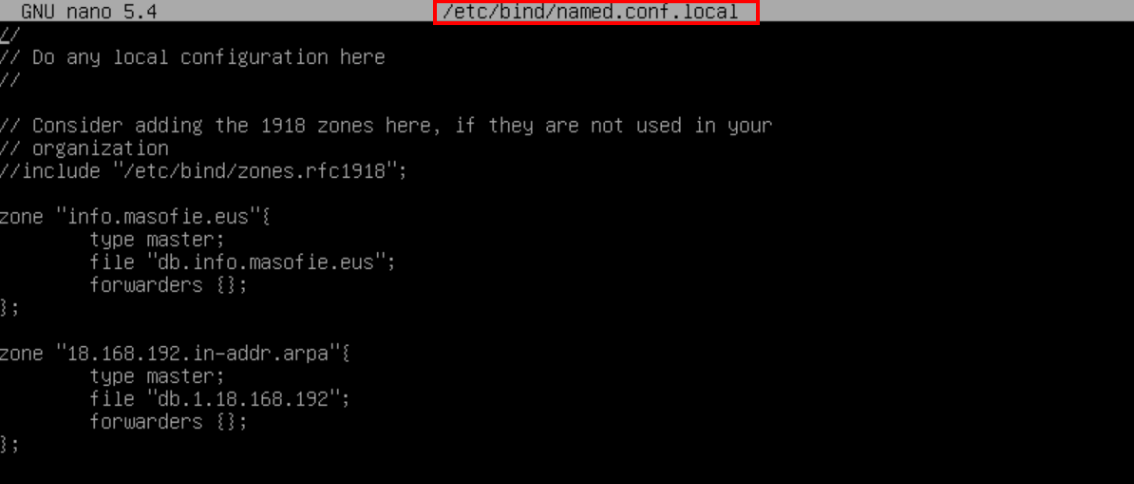 GNU nano 5.4 /etc/bind/named.conf.local
//
// Do any local configuration here
//
// Consider adding the 1918 zones here, if they are not used in your
// organization
//include "/etc/bind/zones.rfc1918";
zone "info.masofie.eus"{
type master;
file "db.info.masofie.eus";
forwarders {};
};
zone "18.168.192.in-addr.arpa"{
type master;
file "db.1.18.168.192";
forwarders {};
};